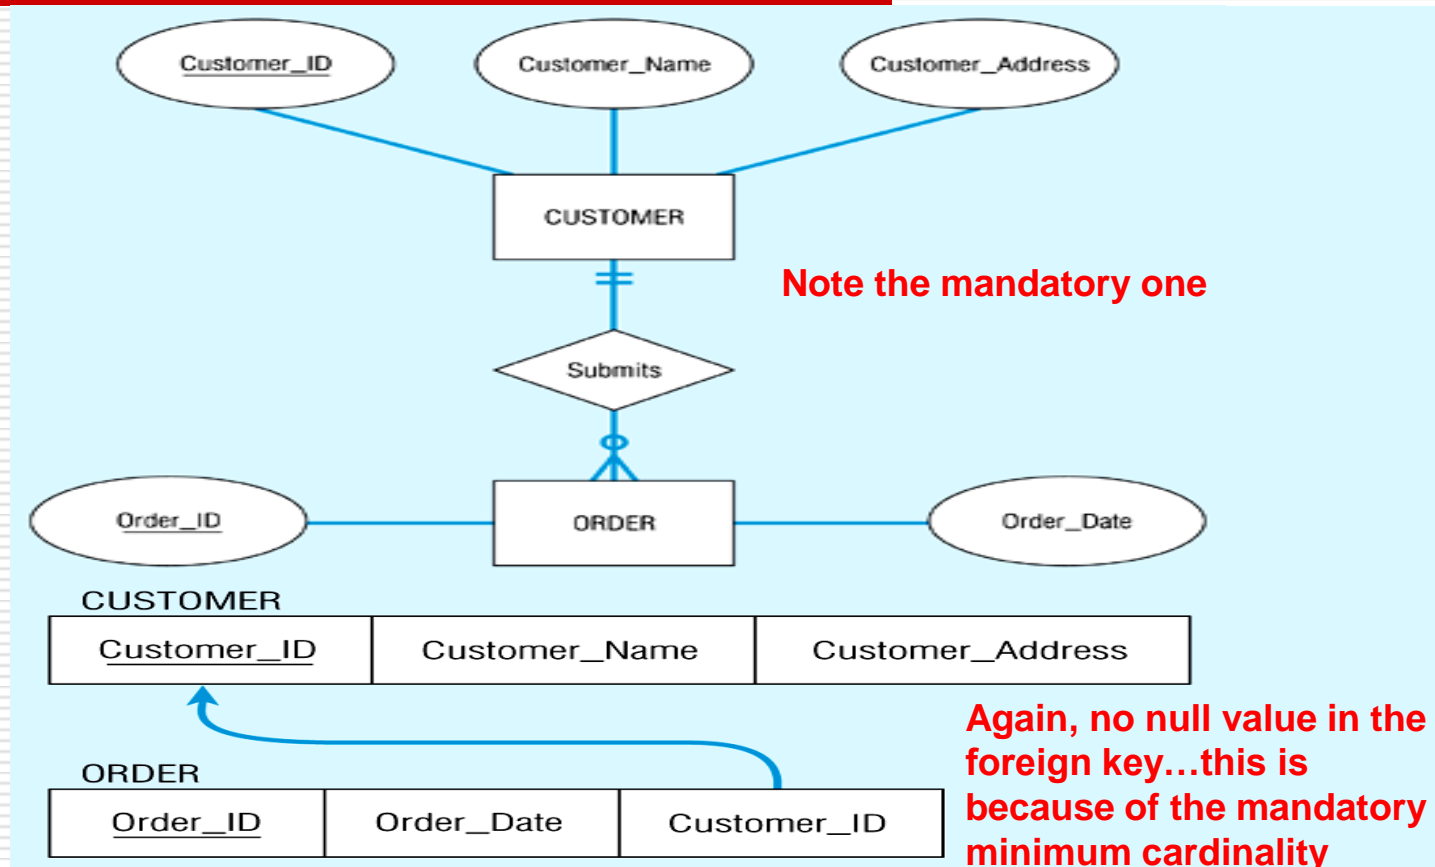 Customer_ID
Customer_Name
Customer_Address
CUSTOMER
Note the mandatory one
Submits
Order_ID
ORDER
Order_Date
CUSTOMER
Customer_ID
Customer_Name
Customer_Address
Again, no null value in the
foreign key…this is
because of the mandatory
minimum cardinality
ORDER
Order_ID
Order_Date
Customer_ID